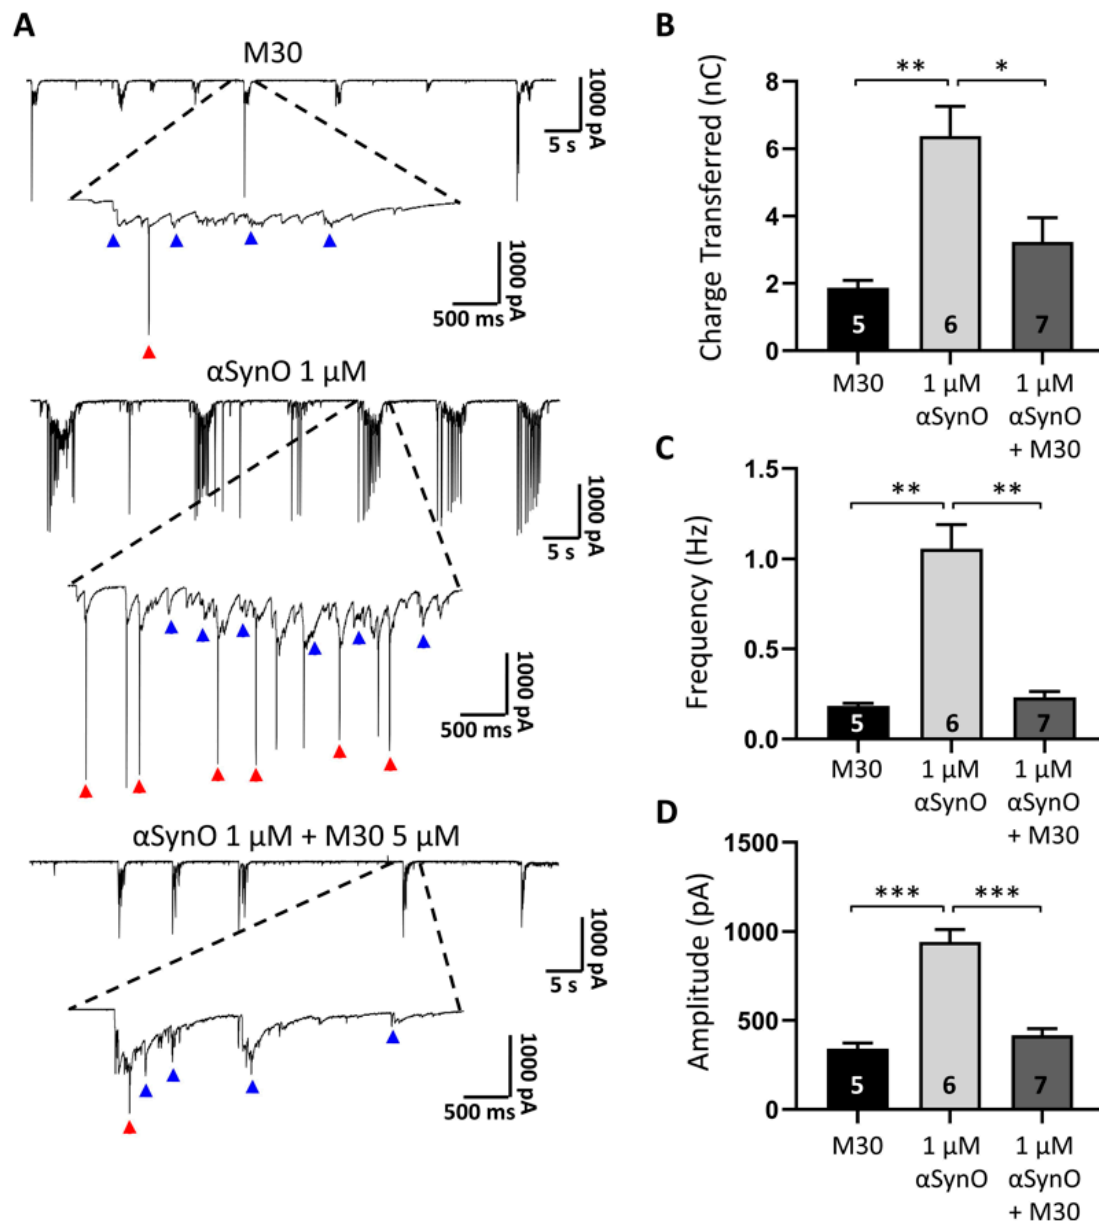 A
M30
1000 pA
5 s
1000 pA
500 ms
αSynO 1 µM
1000 pA
5 s
1000 pA
500 ms
αSynO 1 µM + M30 5 µM
1000 pA
5 s
1000 pA
500 ms
B
Charge Transferred (nC)
8
6
4
2
0
** *
5 6 7
M30
1 µM
αSynO
1 µM
αSynO
+ M30
C
Frequency (Hz)
1.5
1.0
0.5
0.0
** **
5 6 7
M30
1 µM
αSynO
1 µM
αSynO
+ M30
D
Amplitude (pA)
1500
1000
500
0
*** ***
5 6 7
M30
1 µM
αSynO
1 µM
αSynO
+ M30